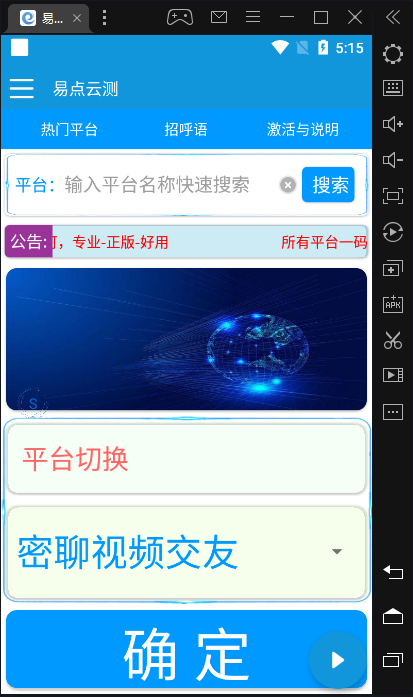 易...
5:15
易点云测
热门平台 招呼语 激活与说明
平台: 输入平台名称快速搜索 搜索
公告: 丁，专业-正版-好用 所有平台一码
S
平台切换
密聊视频交友
确 定
APK